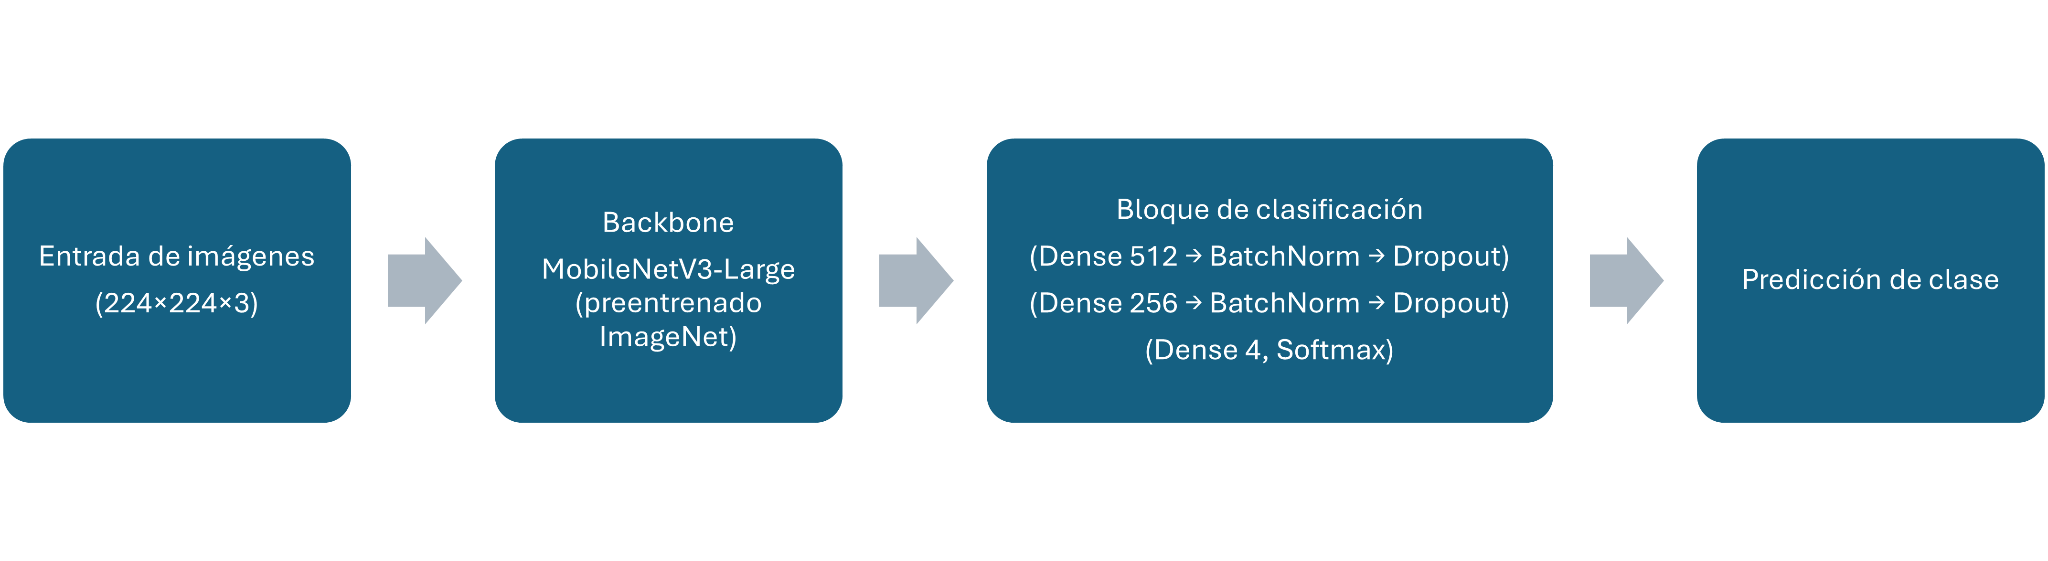 Entrada de imágenes
(224×224×3)
Backbone
MobileNetV3-Large
(preentrenado
ImageNet)
Bloque de clasificación
(Dense 512 → BatchNorm → Dropout)
(Dense 256 → BatchNorm → Dropout)
(Dense 4, Softmax)
Predicción de clase